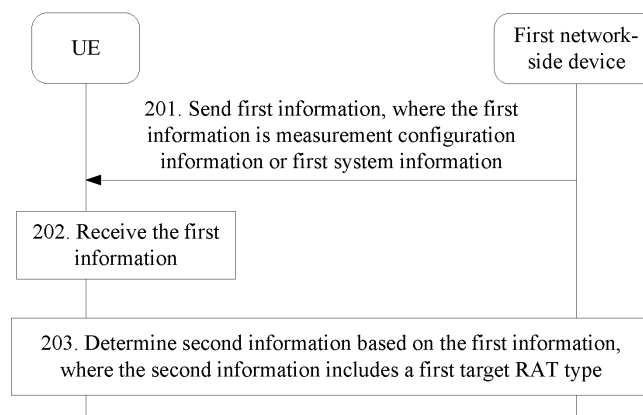 UE
First network-
side device
201. Send first information, where the first
information is measurement configuration
information or first system information
202. Receive the first
information
203. Determine second information based on the first information,
where the second information includes a first target RAT type